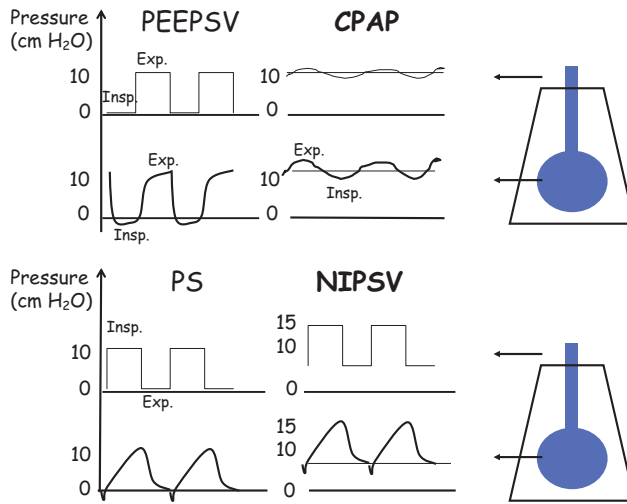 Pressure
(cm H2O)
PEEPSV
CPAP
10
Exp.
Insp.
0
10
0
10
Exp.
0
Insp.
Exp.
10
Insp.
0
Pressure
(cm H2O)
PS
NIPSV
Insp.
10
0
Exp.
15
10
0
10
0
15
10
0